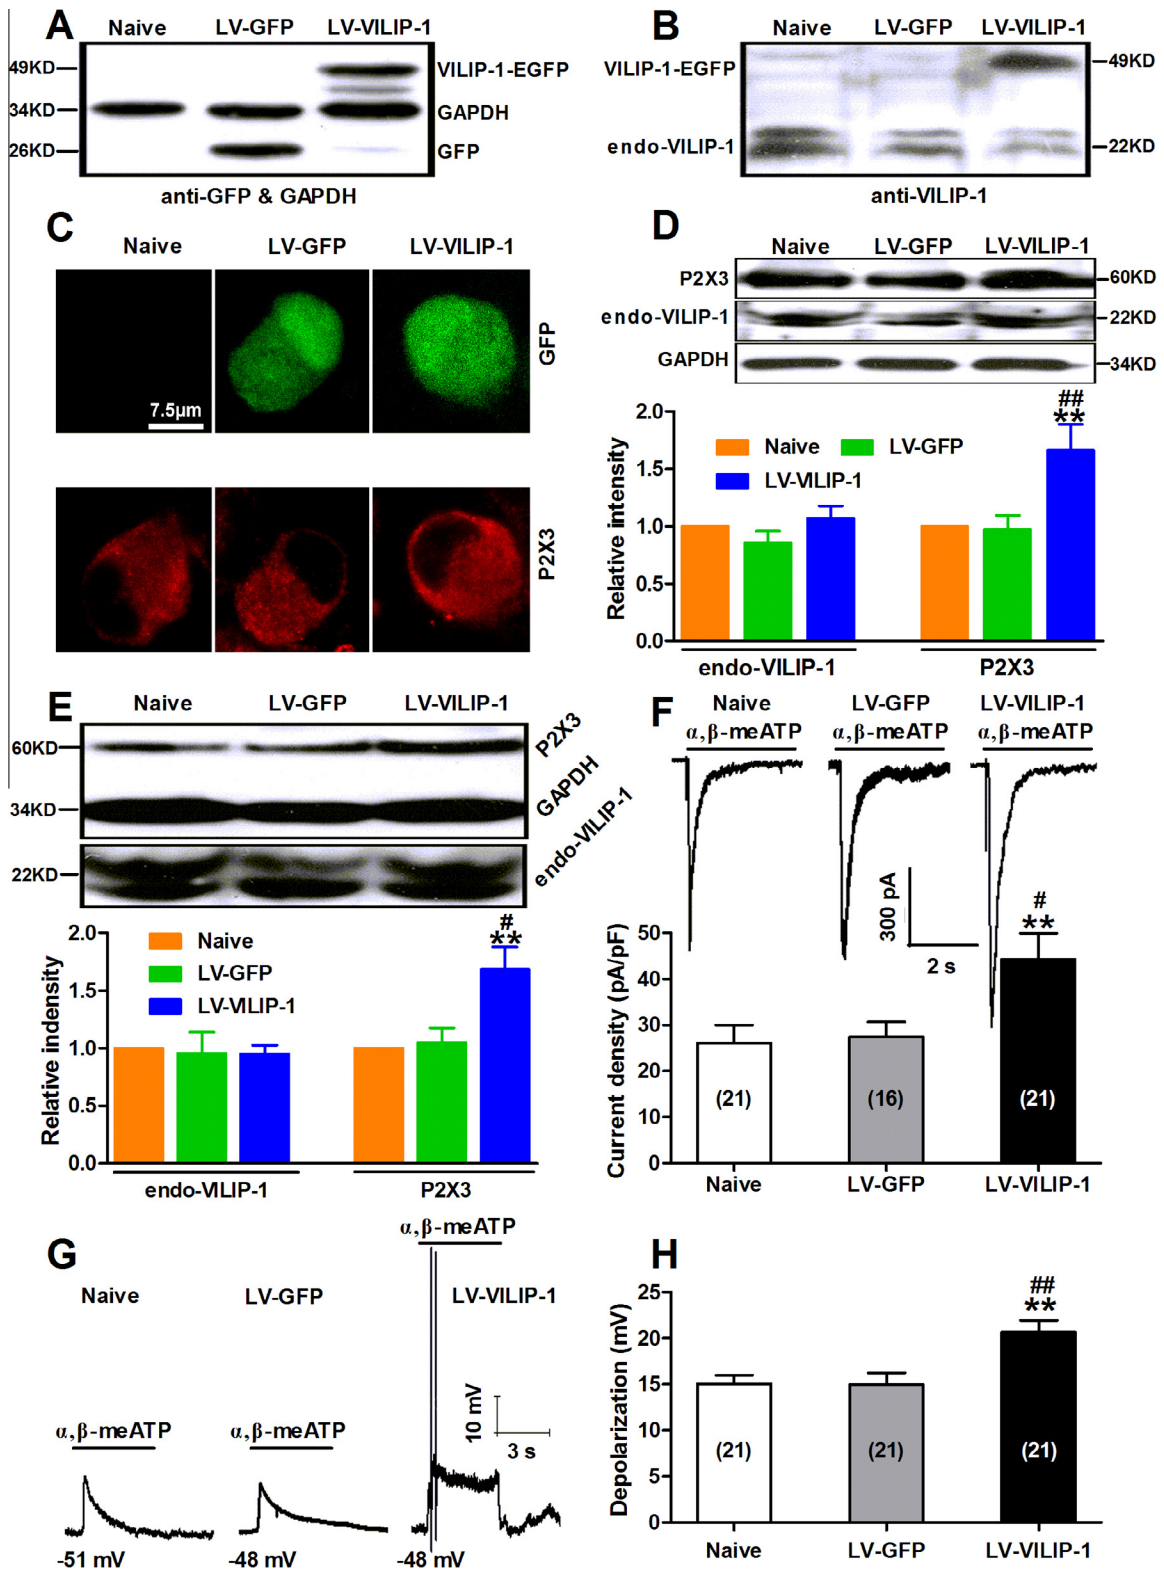 A
Naive LV-GFP LV-VILIP-1
49KD
34KD
26KD
VILIP-1-EGFP
GAPDH
GFP
anti-GFP & GAPDH
B
Naive LV-GFP LV-VILIP-1
VILIP-1-EGFP
endo-VILIP-1
49KD
22KD
anti-VILIP-1
C
Naive LV-GFP LV-VILIP-1
7.5μm
GFP
P2X3
D
Naive LV-GFP LV-VILIP-1
P2X3
endo-VILIP-1
GAPDH
60KD
22KD
34KD
Relative intensity
2.0
1.5
1.0
0.5
0.0
Naive
LV-GFP
LV-VILIP-1
##
**
endo-VILIP-1 P2X3
E
Naive LV-GFP LV-VILIP-1
60KD
34KD
22KD
P2X3
GAPDH
endo-VILIP-1
Relative indensity
2.0
1.5
1.0
0.5
0.0
Naive
LV-GFP
LV-VILIP-1
#
**
endo-VILIP-1 P2X3
F
Naive LV-GFP LV-VILIP-1
α,β-meATP α,β-meATP α,β-meATP
300 pA
2 s
Current density (pA/pF)
50
40
30
20
10
0
#
**
(21) (16) (21)
Naive LV-GFP LV-VILIP-1
G
Naive LV-GFP LV-VILIP-1
α,β-meATP α,β-meATP α,β-meATP
10 mV
3 s
-51 mV -48 mV -48 mV
H
Depolarization (mV)
25
20
15
10
5
0
##
**
(21) (21) (21)
Naive LV-GFP LV-VILIP-1